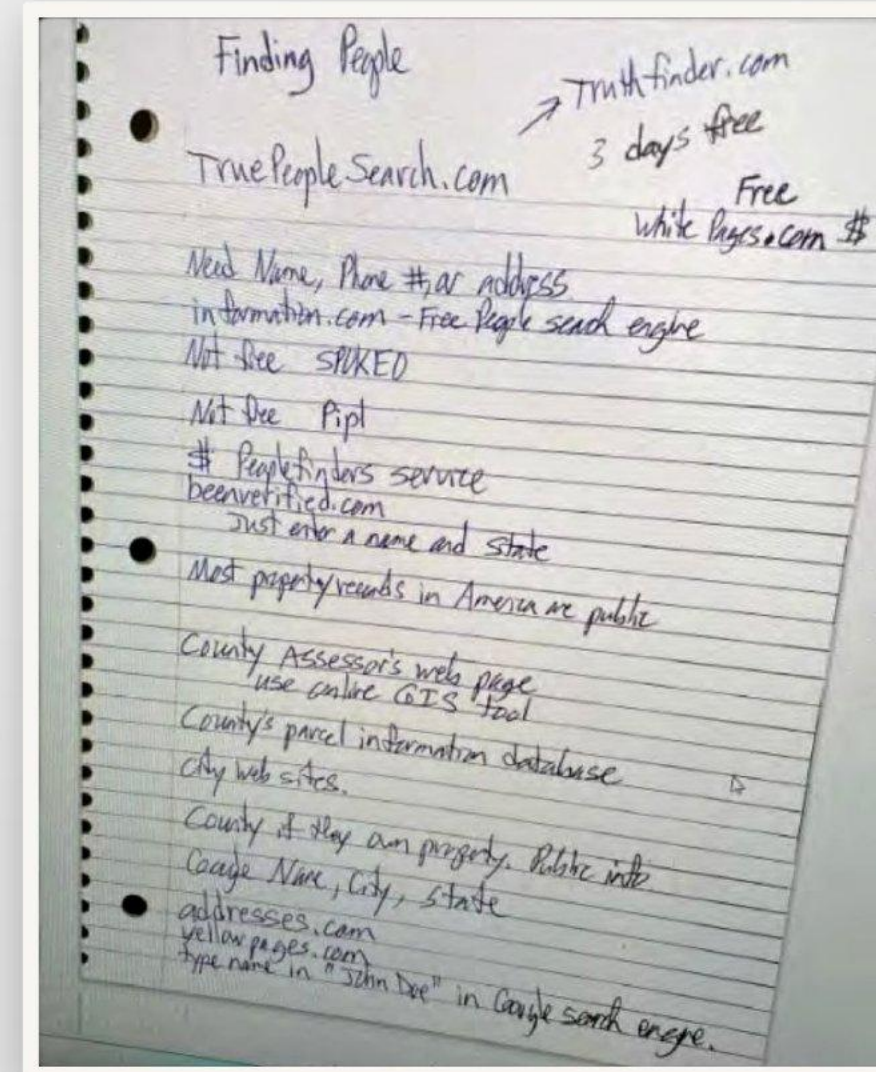 Finding People
Truthfinder.com
3 days free
TruePeopleSearch.com
Free
White Pages.com $
Need Name, Phone #, or address
information.com - Free People search engine
Not free SPOKEO
Not free Pipl
$ Peoplefinders service
beenverified.com
Just enter a name and state
Most property records in America are public
County Assessor's web page
use online GIS tool
County's parcel information database
City web sites.
County if they own property. Public info
Google Name, City, State
addresses.com
yellowpages.com
type name in "John Doe" in Google search engine.